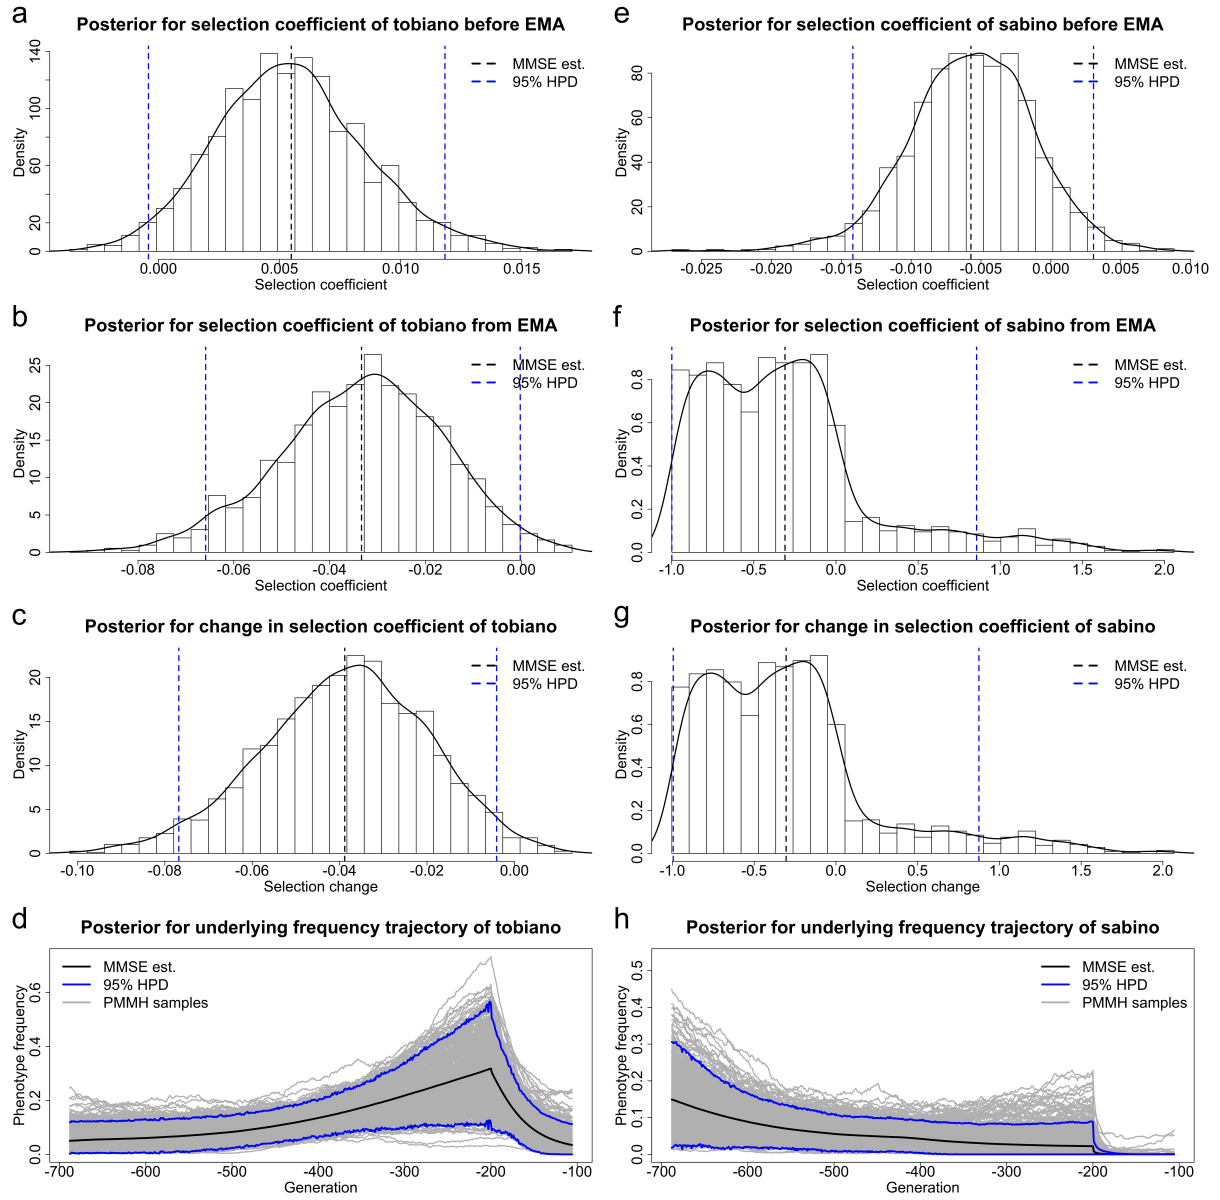 a
Posterior for selection coefficient of tobiano before EMA
MMSE est.
95% HPD
Density
20
60
100
140
0
0.000
0.005
0.010
0.015
Selection coefficient
e
Posterior for selection coefficient of sabino before EMA
MMSE est.
95% HPD
Density
0
20
40
60
80
-0.025
-0.020
-0.015
-0.010
-0.005
0.000
0.005
0.010
Selection coefficient
b
Posterior for selection coefficient of tobiano from EMA
MMSE est.
95% HPD
Density
0
5
10
15
20
25
-0.08
-0.06
-0.04
-0.02
0.00
Selection coefficient
f
Posterior for selection coefficient of sabino from EMA
MMSE est.
95% HPD
Density
0.0
0.2
0.4
0.6
0.8
-1.0
-0.5
0.0
0.5
1.0
1.5
2.0
Selection coefficient
c
Posterior for change in selection coefficient of tobiano
MMSE est.
95% HPD
Density
0
5
10
15
20
-0.10
-0.08
-0.06
-0.04
-0.02
0.00
Selection change
g
Posterior for change in selection coefficient of sabino
MMSE est.
95% HPD
Density
0.0
0.2
0.4
0.6
0.8
-1.0
-0.5
0.0
0.5
1.0
1.5
2.0
Selection change
d
Posterior for underlying frequency trajectory of tobiano
MMSE est.
95% HPD
PMMH samples
Phenotype frequency
0.0
0.2
0.4
0.6
-700
-600
-500
-400
-300
-200
-100
Generation
h
Posterior for underlying frequency trajectory of sabino
MMSE est.
95% HPD
PMMH samples
Phenotype frequency
0.0
0.1
0.2
0.3
0.4
0.5
-700
-600
-500
-400
-300
-200
-100
Generation